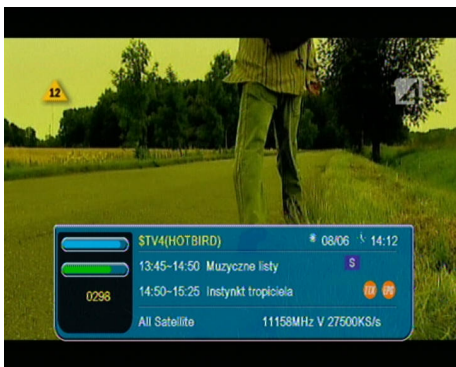 12
4
$TV4(HOTBIRD) 08/06 14:12
13:45~14:50 Muzyczne listy S
0298 14:50~15:25 Instynkt tropiciela TXT EPG
All Satellite 11158MHz V 27500KS/s